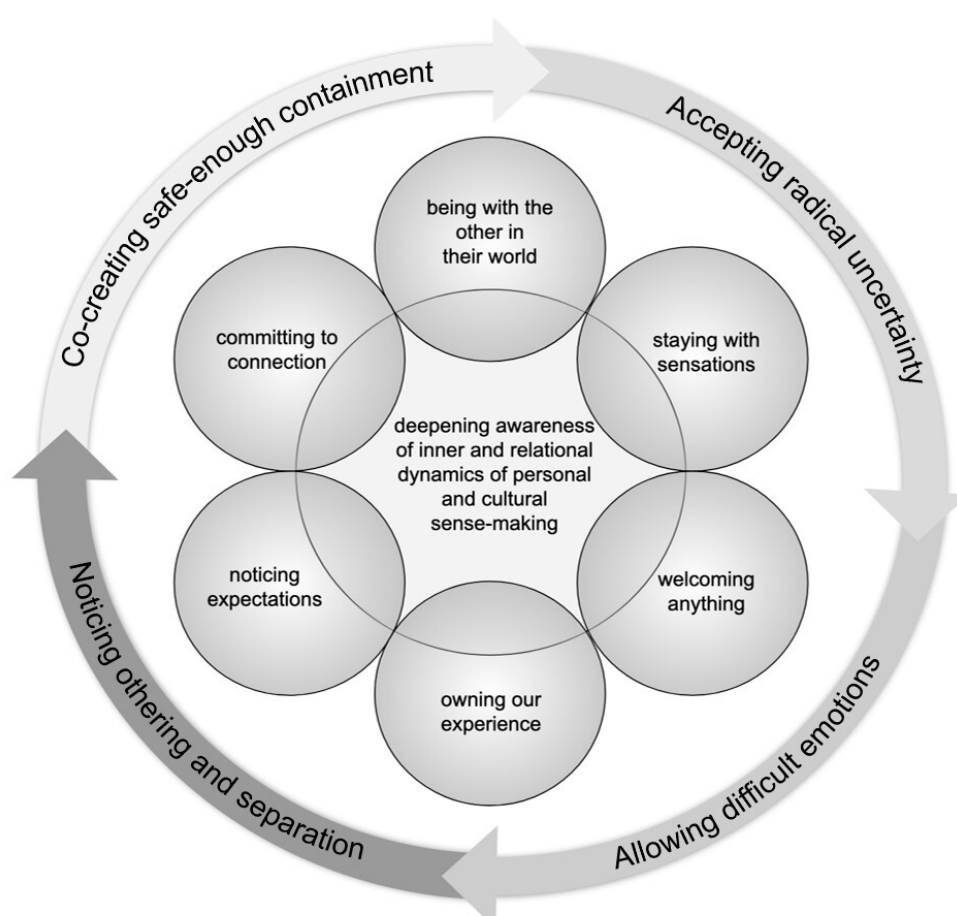 Co-creating safe-enough containment
Accepting radical uncertainty
being with the
other in
their world
committing to
connection
staying with
sensations
deepening awareness
of inner and relational
dynamics of personal
and cultural
sense-making
noticing
expectations
welcoming
anything
owning our
experience
Noticing othering and separation
Allowing difficult emotions